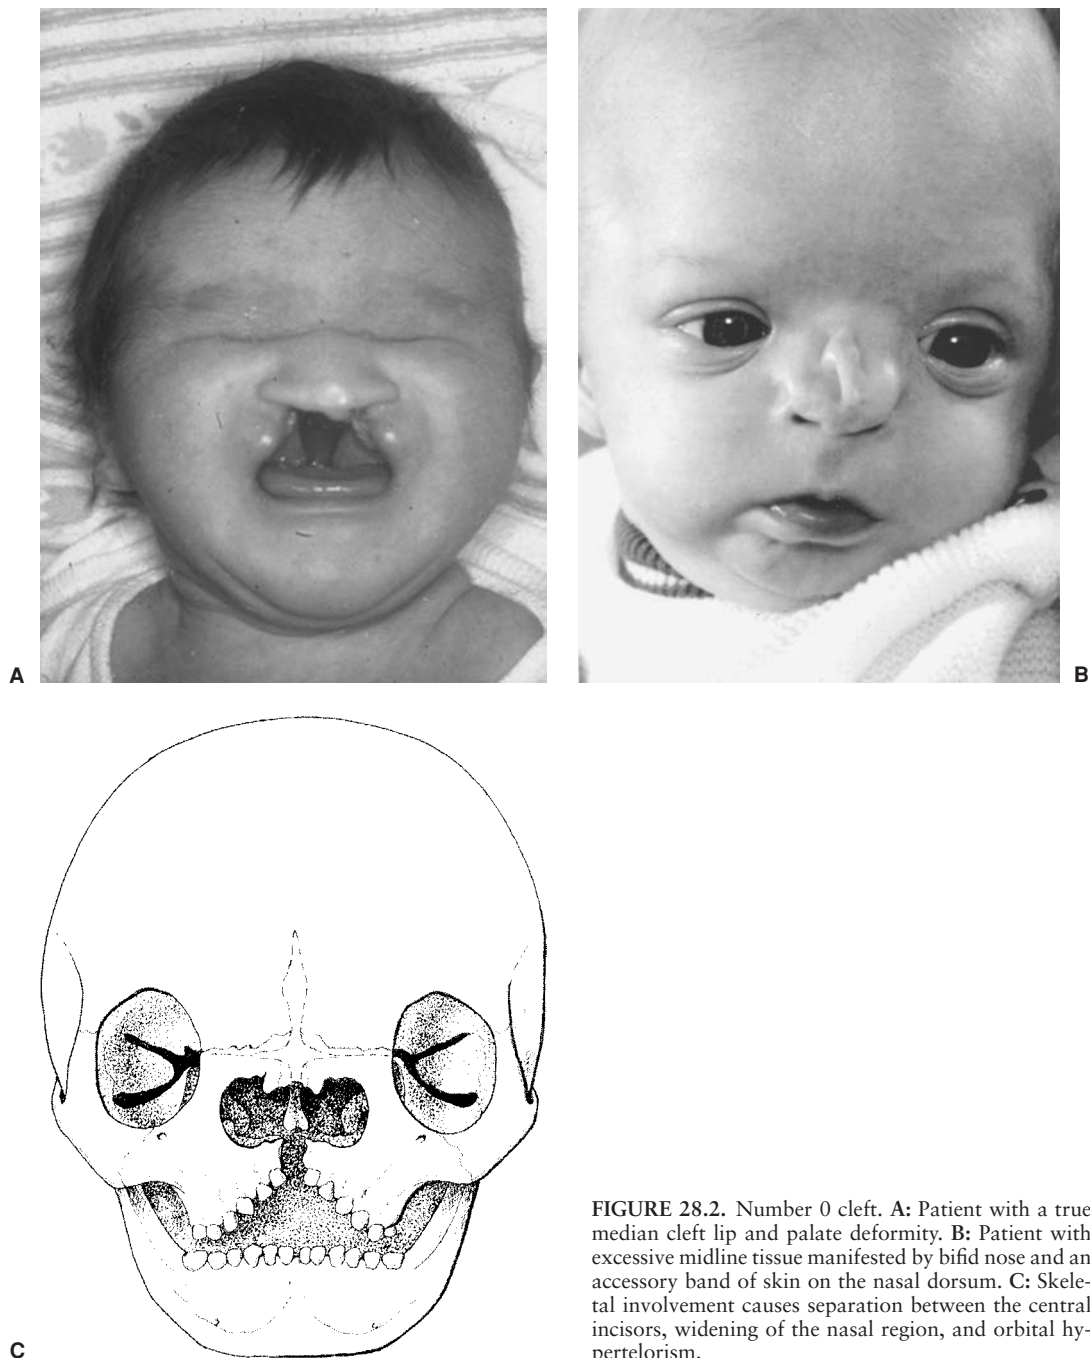 A
B
C
FIGURE 28.2. Number 0 cleft. A: Patient with a true
median cleft lip and palate deformity. B: Patient with
excessive midline tissue manifested by bifid nose and an
accessory band of skin on the nasal dorsum. C: Skele-
tal involvement causes separation between the central
incisors, widening of the nasal region, and orbital hy-
pertelorism.